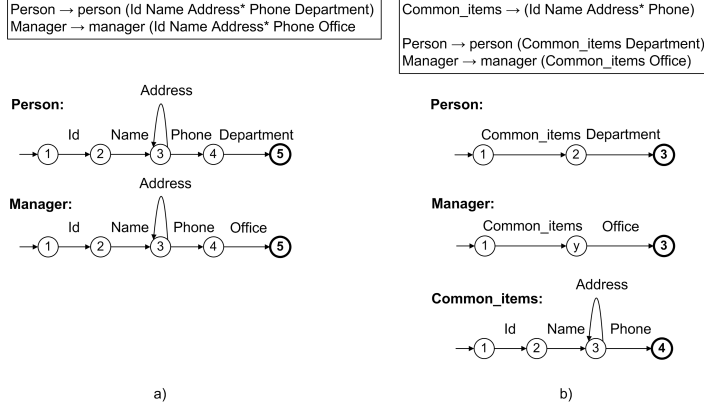 Person → person (Id Name Address* Phone Department)
Manager → manager (Id Name Address* Phone Office
Address
Person:
Id Name Phone Department
1 2 3 4 5
Address
Manager:
Id Name Phone Office
1 2 3 4 5
a)
Common_items → (Id Name Address* Phone)
Person → person (Common_items Department)
Manager → manager (Common_items Office)
Person:
Common_items Department
1 2 3
Manager:
Common_items Office
1 y 3
Address
Common_items:
Id Name Phone
1 2 3 4
b)